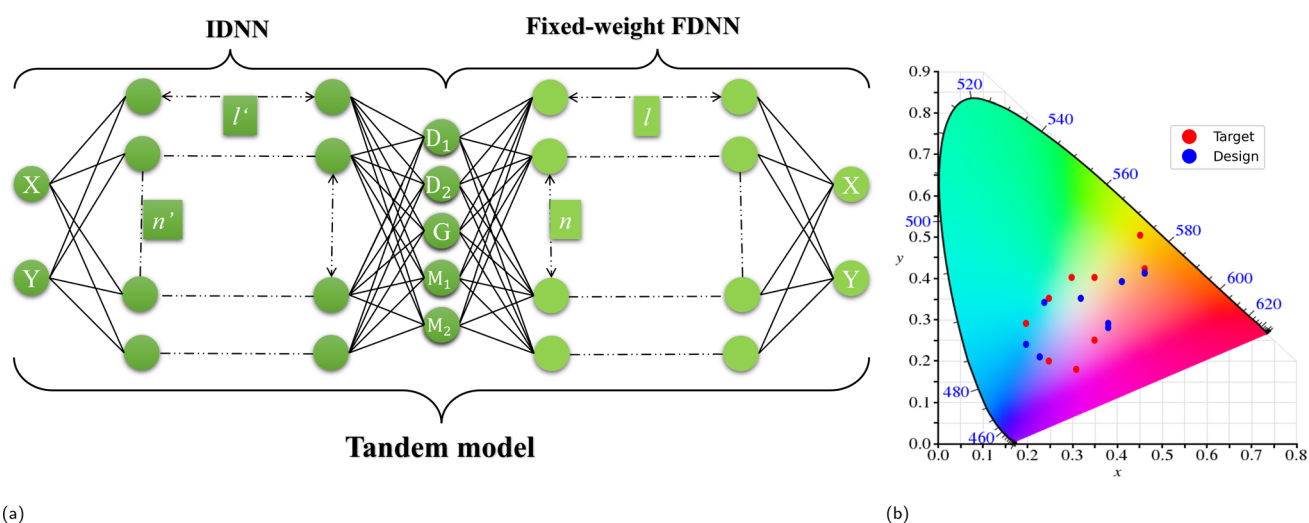 IDNN
Fixed-weight FDNN
l‘
l
D1
D2
X
X
n’
n
G
Y
M1
Y
M2
Tandem model
(a)
0.9
0.8
0.7
0.6
0.5
0.4
0.3
0.2
0.1
0.0
y
520
540
560
500
580
600
620
480
460
Target
Design
0.0 0.1 0.2 0.3 0.4 0.5 0.6 0.7 0.8
x
(b)